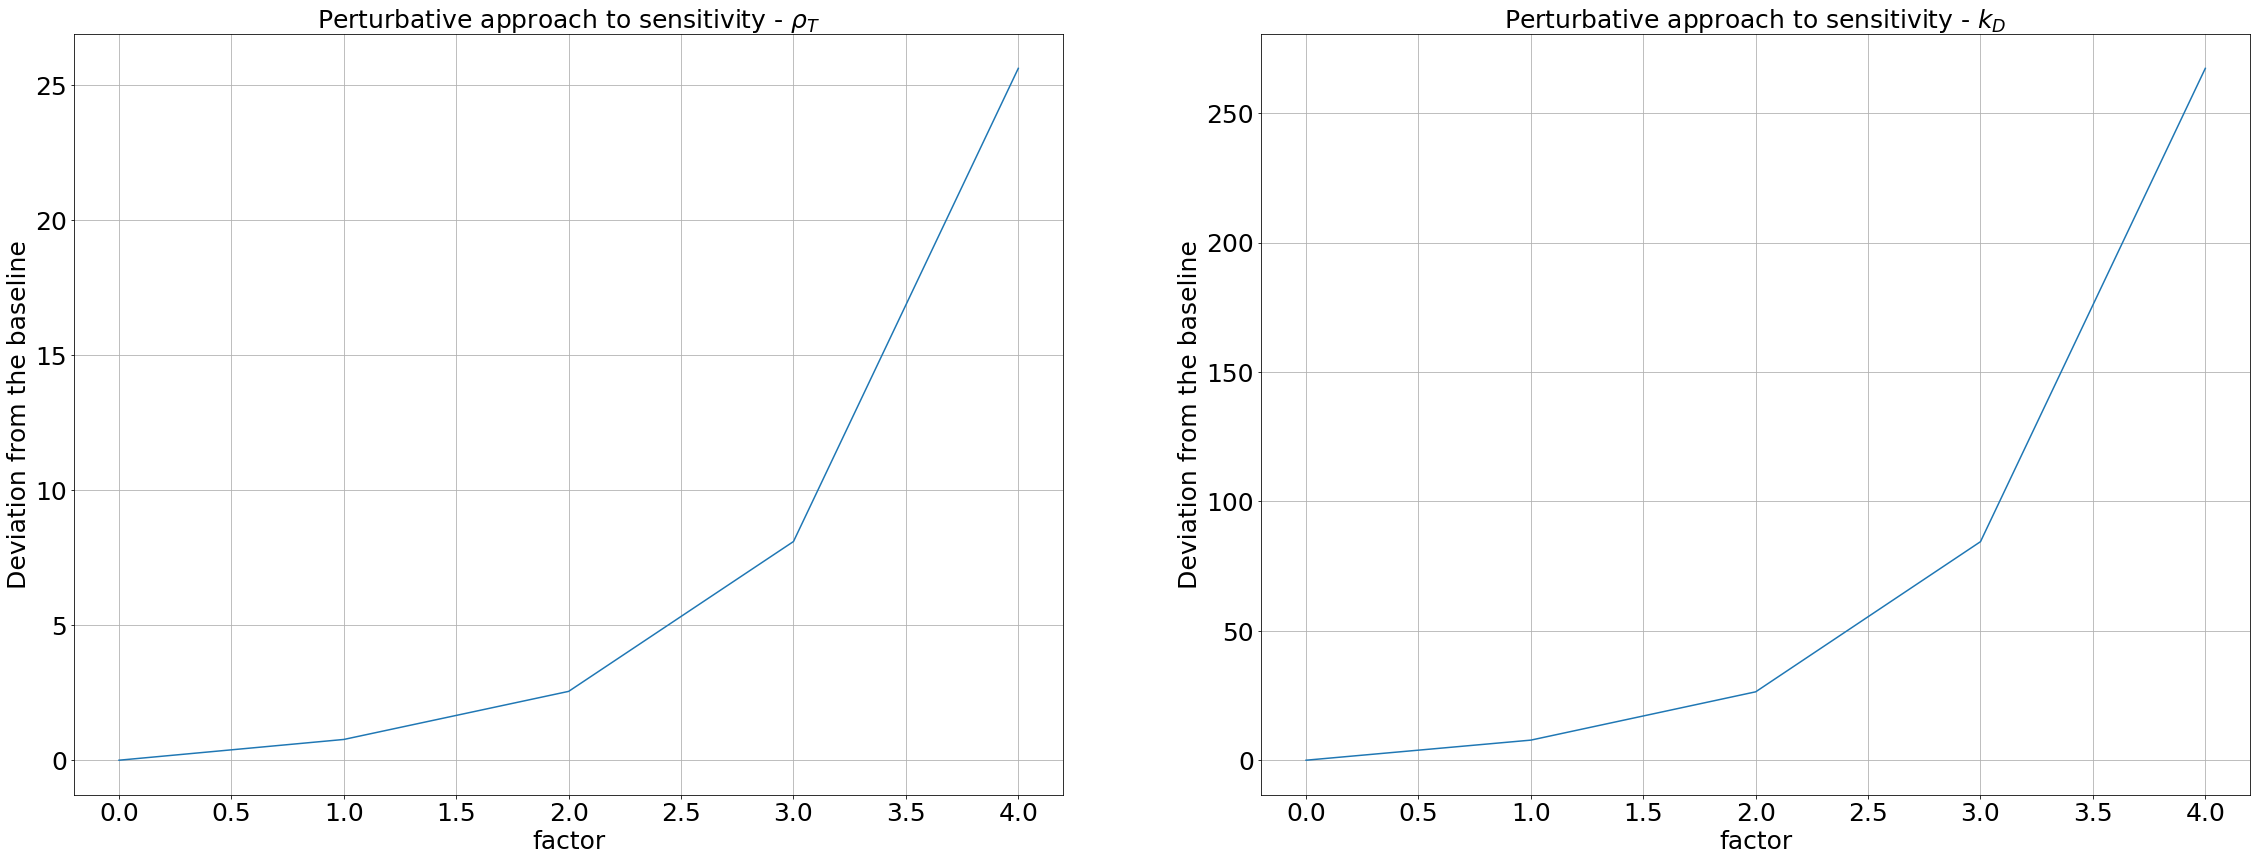 Perturbative approach to sensitivity - ρ_T
25
20
15
10
5
0
Deviation from the baseline
0.0 0.5 1.0 1.5 2.0 2.5 3.0 3.5 4.0
factor
Perturbative approach to sensitivity - k_D
250
200
150
100
50
0
Deviation from the baseline
0.0 0.5 1.0 1.5 2.0 2.5 3.0 3.5 4.0
factor